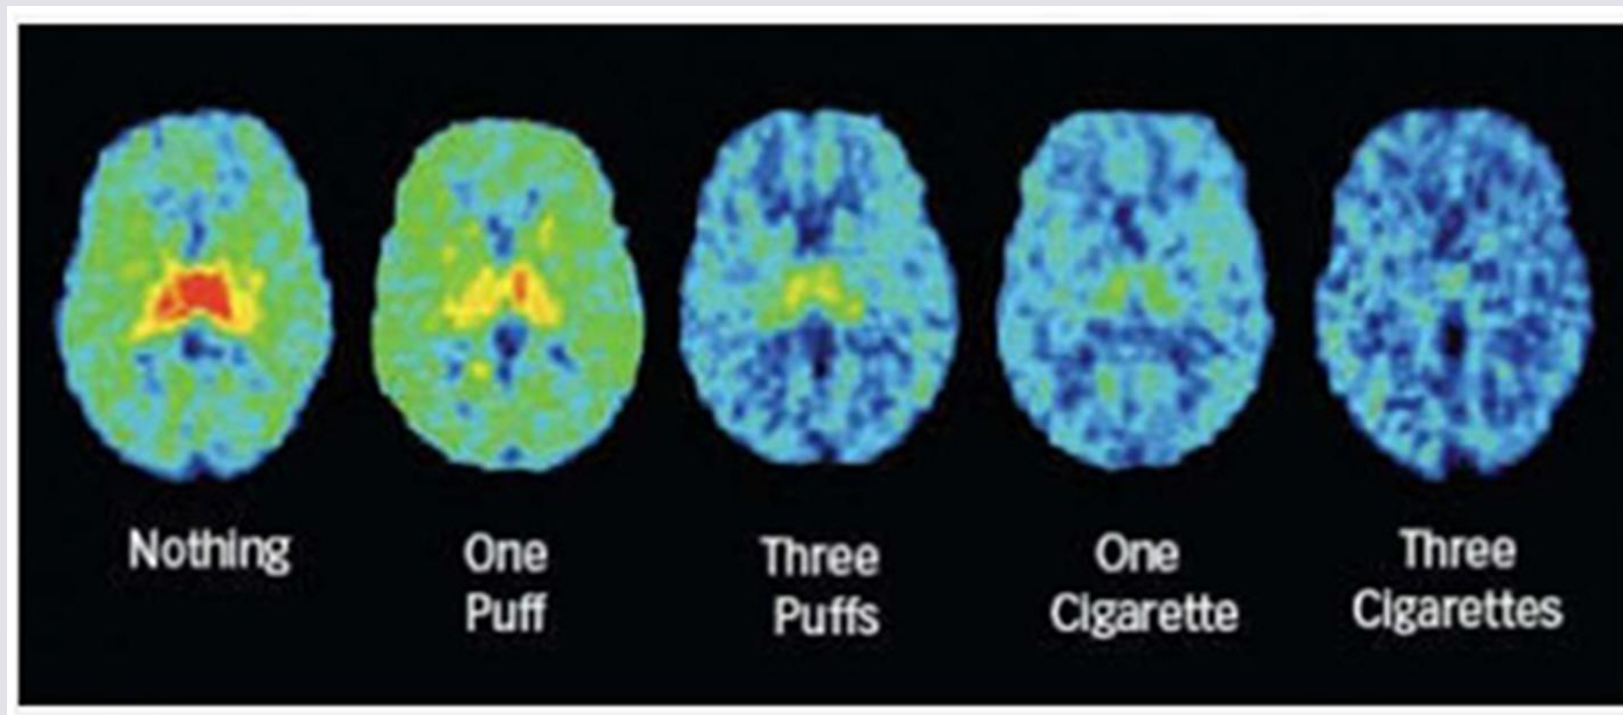 Nothing
One
Puff
Three
Puffs
One
Cigarette
Three
Cigarettes